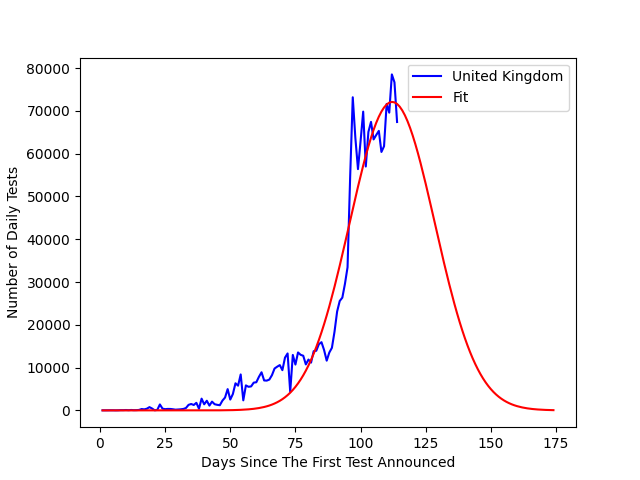 United Kingdom
Fit
80000
70000
60000
50000
40000
30000
20000
10000
0
Number of Daily Tests
0 25 50 75 100 125 150 175
Days Since The First Test Announced